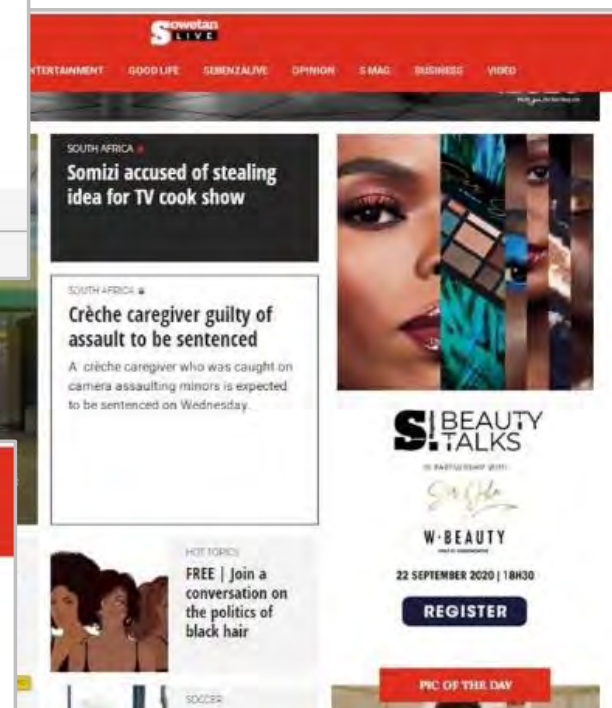 Sowetan
LIVE
NTERTAINMENT GOOD LIFE SEBENZALIVE OPINION S MAG BUSINESS VIDEO
SOUTH AFRICA
Somizi accused of stealing
idea for TV cook show
SOUTH AFRICA
Crèche caregiver guilty of
assault to be sentenced
A crèche caregiver who was caught on
camera assaulting minors is expected
to be sentenced on Wednesday.
HOT TOPICS
FREE | Join a
conversation on
the politics of
black hair
SOCCER
S! BEAUTY
TALKS
IN PARTNERSHIP WITH
W·BEAUTY
22 SEPTEMBER 2020 | 18H30
REGISTER
PIC OF THE DAY